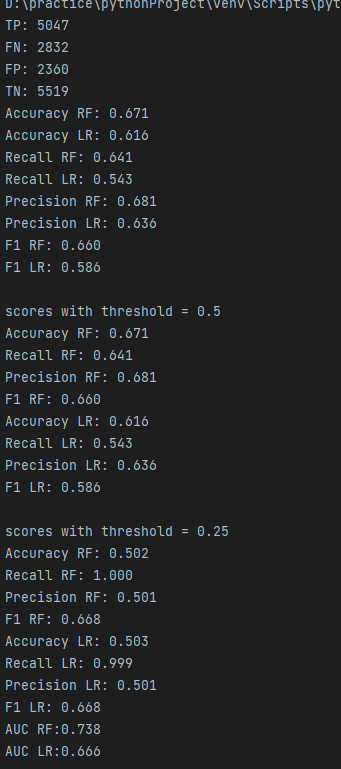 D:\practice\pythonProject\venv\Scripts\pyt
TP: 5047
FN: 2832
FP: 2360
TN: 5519
Accuracy RF: 0.671
Accuracy LR: 0.616
Recall RF: 0.641
Recall LR: 0.543
Precision RF: 0.681
Precision LR: 0.636
F1 RF: 0.660
F1 LR: 0.586

scores with threshold = 0.5
Accuracy RF: 0.671
Recall RF: 0.641
Precision RF: 0.681
F1 RF: 0.660
Accuracy LR: 0.616
Recall LR: 0.543
Precision LR: 0.636
F1 LR: 0.586

scores with threshold = 0.25
Accuracy RF: 0.502
Recall RF: 1.000
Precision RF: 0.501
F1 RF: 0.668
Accuracy LR: 0.503
Recall LR: 0.999
Precision LR: 0.501
F1 LR: 0.668
AUC RF:0.738
AUC LR:0.666